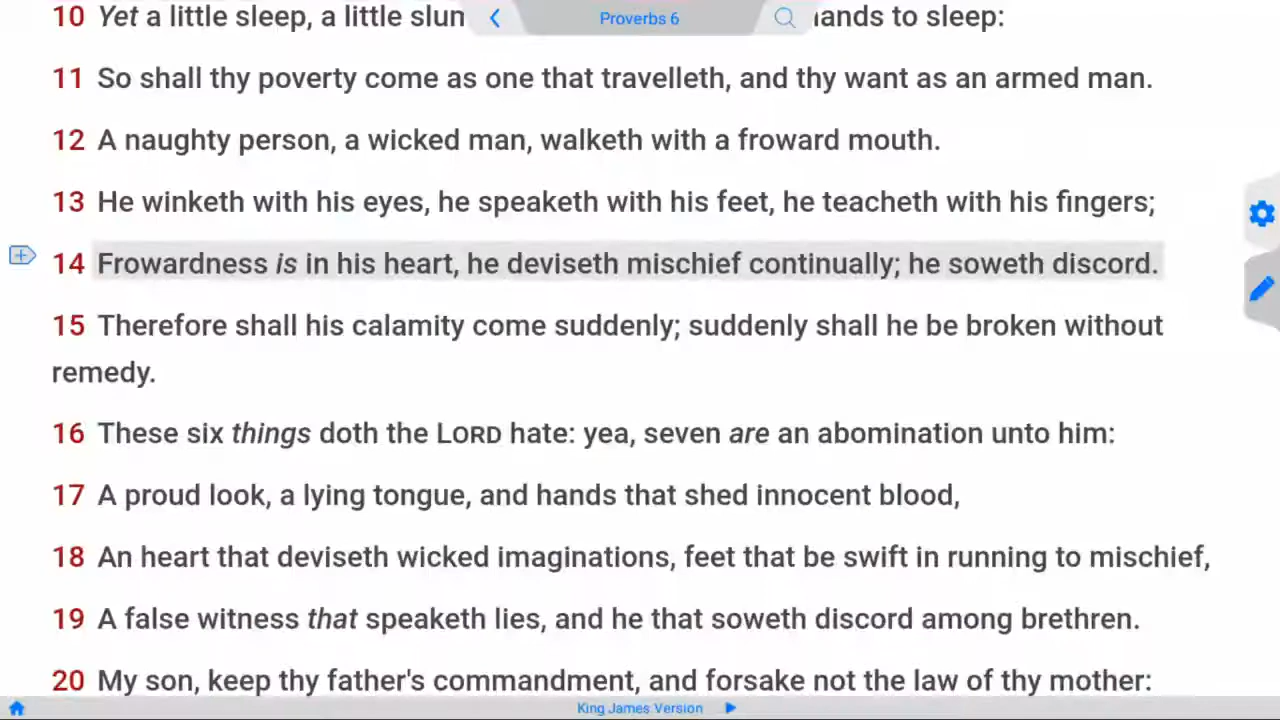 10 Yet a little sleep, a little slun
Proverbs 6
ands to sleep:
11 So shall thy poverty come as one that travelleth, and thy want as an armed man.
12 A naughty person, a wicked man, walketh with a froward mouth.
13 He winketh with his eyes, he speaketh with his feet, he teacheth with his fingers;
14 Frowardness is in his heart, he deviseth mischief continually; he soweth discord.
15 Therefore shall his calamity come suddenly; suddenly shall he be broken without
remedy.
16 These six things doth the LORD hate: yea, seven are an abomination unto him:
17 A proud look, a lying tongue, and hands that shed innocent blood,
18 An heart that deviseth wicked imaginations, feet that be swift in running to mischief,
19 A false witness that speaketh lies, and he that soweth discord among brethren.
20 My son, keep thy father's commandment, and forsake not the law of thy mother:
King James Version